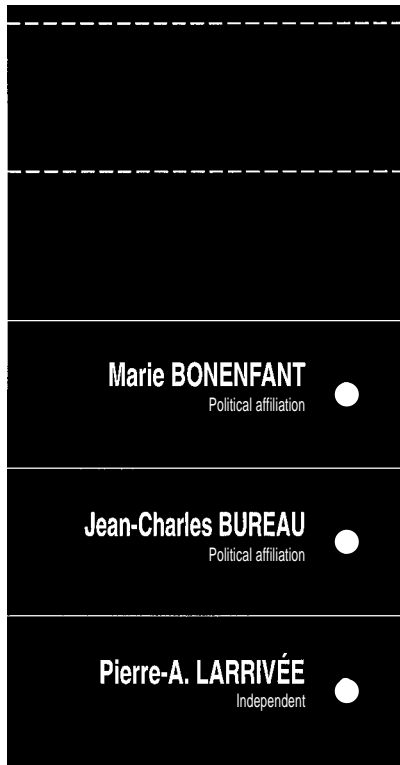 Marie BONENFANT
Political affiliation
Jean-Charles BUREAU
Political affiliation
Pierre-A. LARRIVÉE
Independent